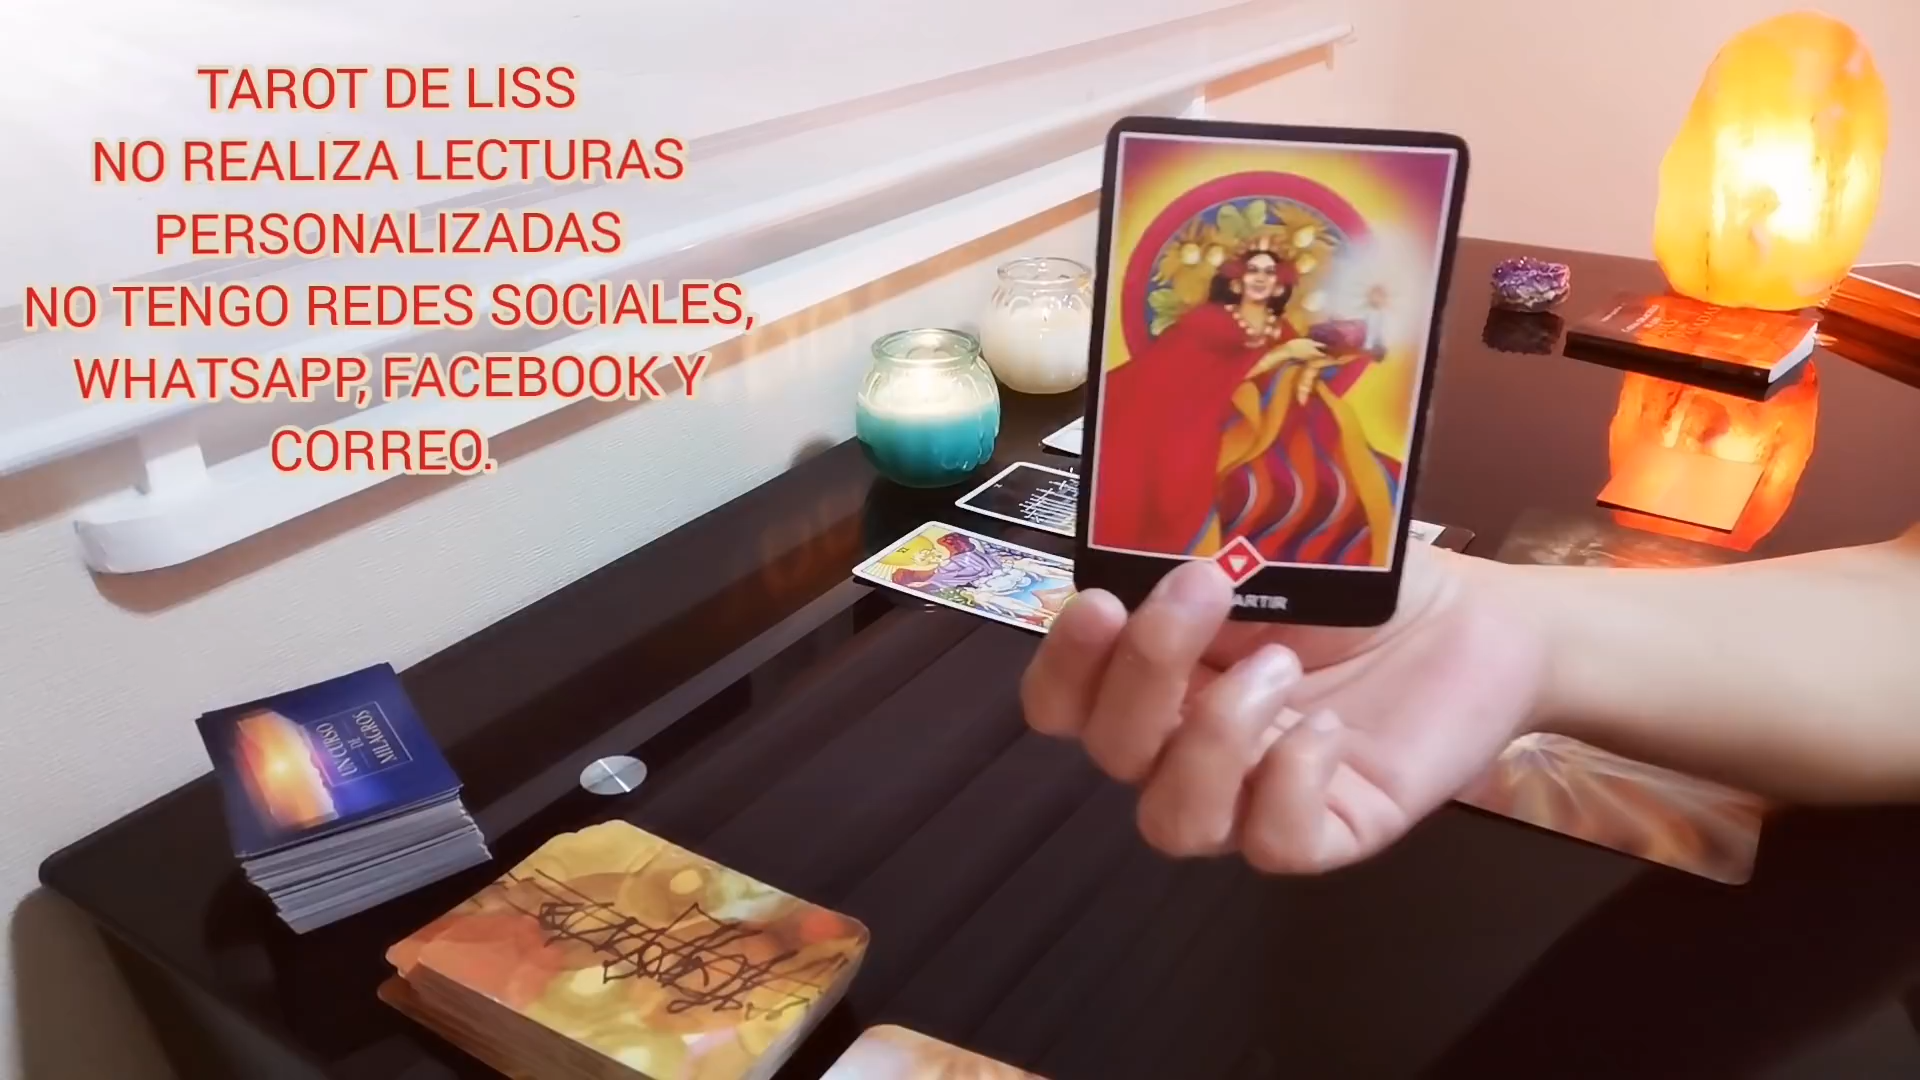 TAROT DE LISS
NO REALIZA LECTURAS
PERSONALIZADAS
NO TENGO REDES SOCIALES,
WHATSAPP, FACEBOOK Y
CORREO.
UN CURSO
DE
MILAGROS